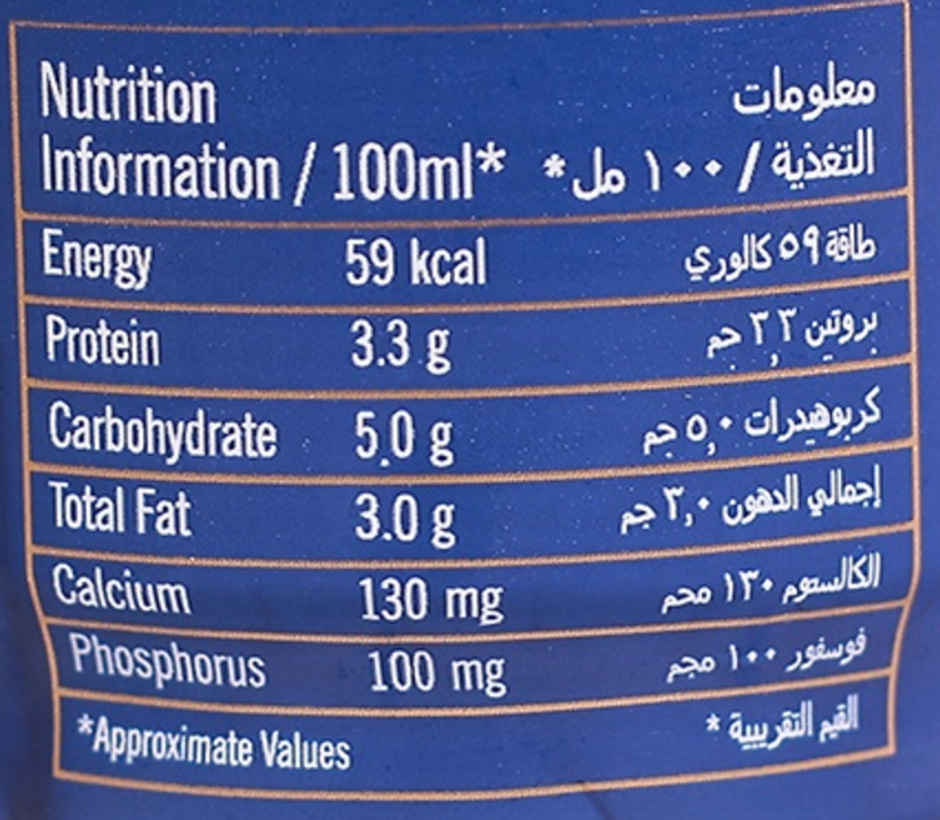 Nutrition معلومات
Information / 100ml* التغذية / ١٠٠ مل *
Energy 59 kcal طاقة ٥٩ كالوري
Protein 3.3 g بروتين ٣,٣ جم
Carbohydrate 5.0 g كربوهيدرات ٥,٠ جم
Total Fat 3.0 g إجمالي الدهون ٣,٠ جم
Calcium 130 mg الكالسيوم ١٣٠ مجم
Phosphorus 100 mg فوسفور ١٠٠ مجم
*Approximate Values القيم التقريبية *